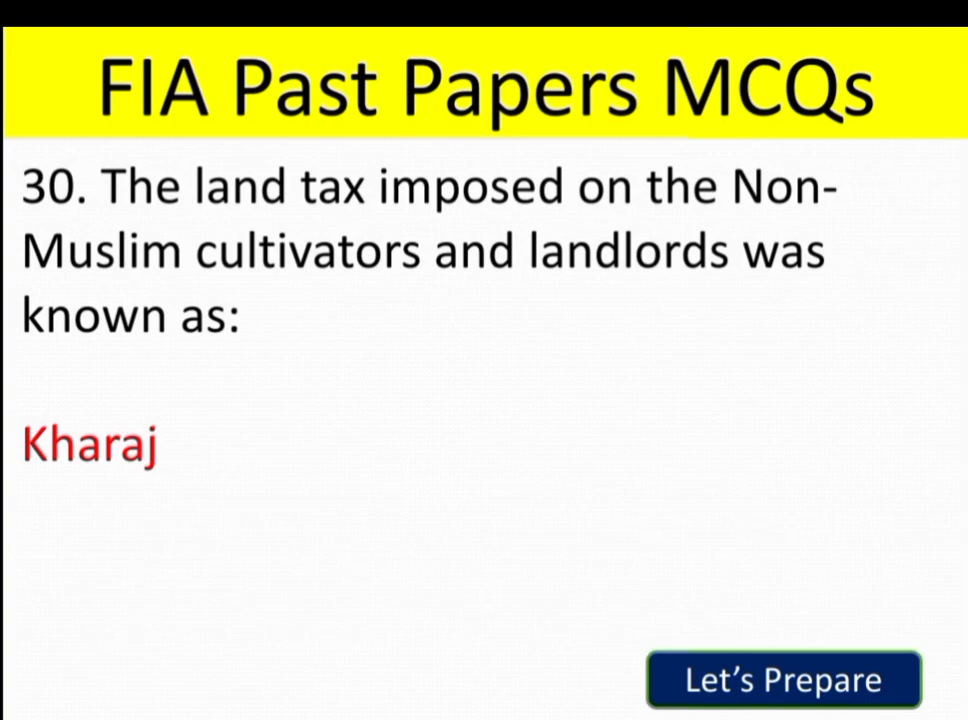 FIA Past Papers MCQs
30. The land tax imposed on the Non-
Muslim cultivators and landlords was
known as:
Kharaj
Let's Prepare